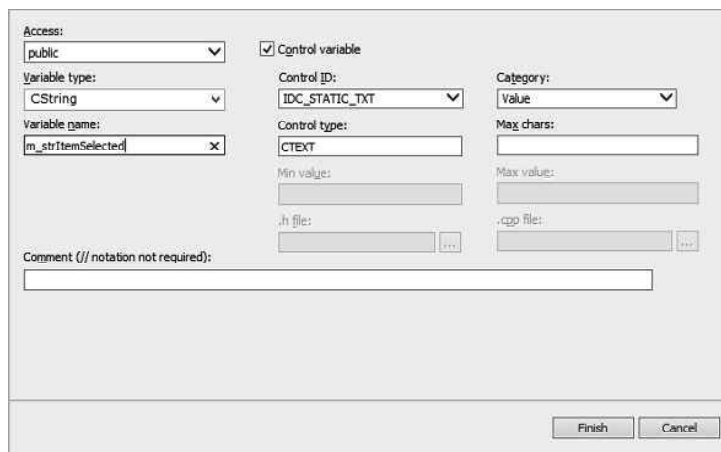 Access:
public
Control variable
Variable type:
Control ID:
Category:
CString
IDC_STATIC_TXT
Value
Variable name:
Control type:
Max chars:
m_strItemSelected
CTEXT
Min value:
Max value:
.h file:
.cpp file:
...
...
Comment (// notation not required):
Finish
Cancel